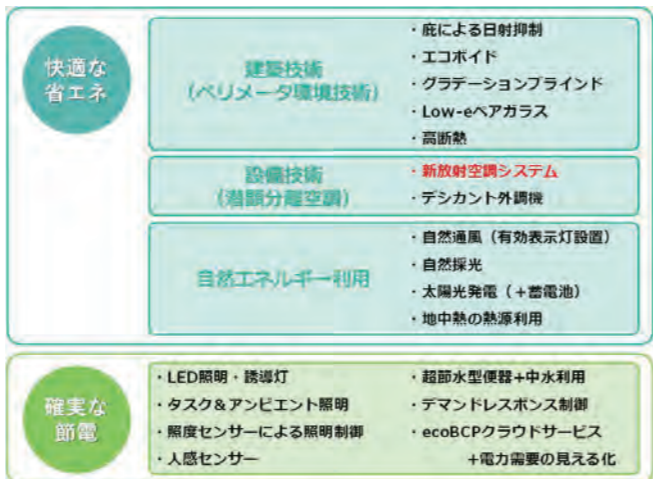 快適な
省エネ
建築技術
(ペリメータ環境技術)
・庇による日射抑制
・エコボイド
・グラデーションブラインド
・Low-eペアガラス
・高断熱
設備技術
(潜顕分離空調)
・新放射空調システム
・デシカント外調機
自然エネルギー利用
・自然通風（有効表示灯設置）
・自然採光
・太陽光発電（+蓄電池）
・地中熱の熱源利用
確実な
節電
・LED照明・誘導灯
・タスク＆アンビエント照明
・照度センサーによる照明制御
・人感センサー
・超節水型便器+中水利用
・デマンドレスポンス制御
・ecoBCPクラウドサービス
+電力需要の見える化